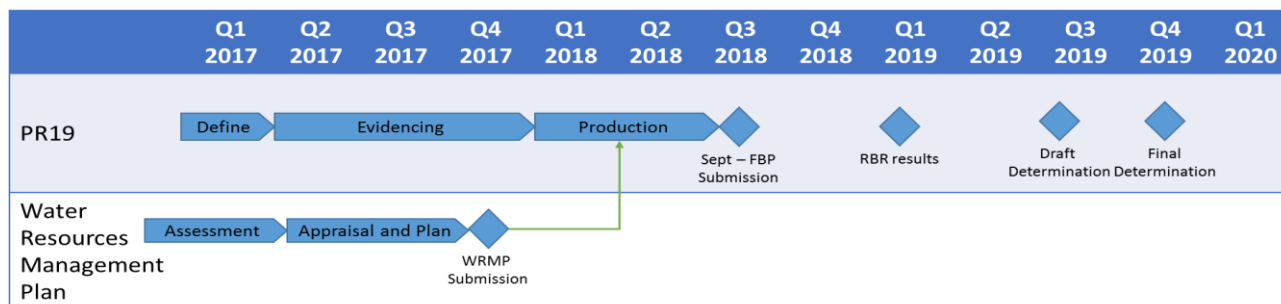 Q1 Q2 Q3 Q4 Q1 Q2 Q3 Q4 Q1 Q2 Q3 Q4 Q1
2017 2017 2017 2017 2018 2018 2018 2018 2019 2019 2019 2019 2020
PR19
Define
Evidencing
Production
Sept – FBP
Submission
RBR results
Draft
Determination
Final
Determination
Water
Resources
Management
Plan
Assessment
Appraisal and Plan
WRMP
Submission